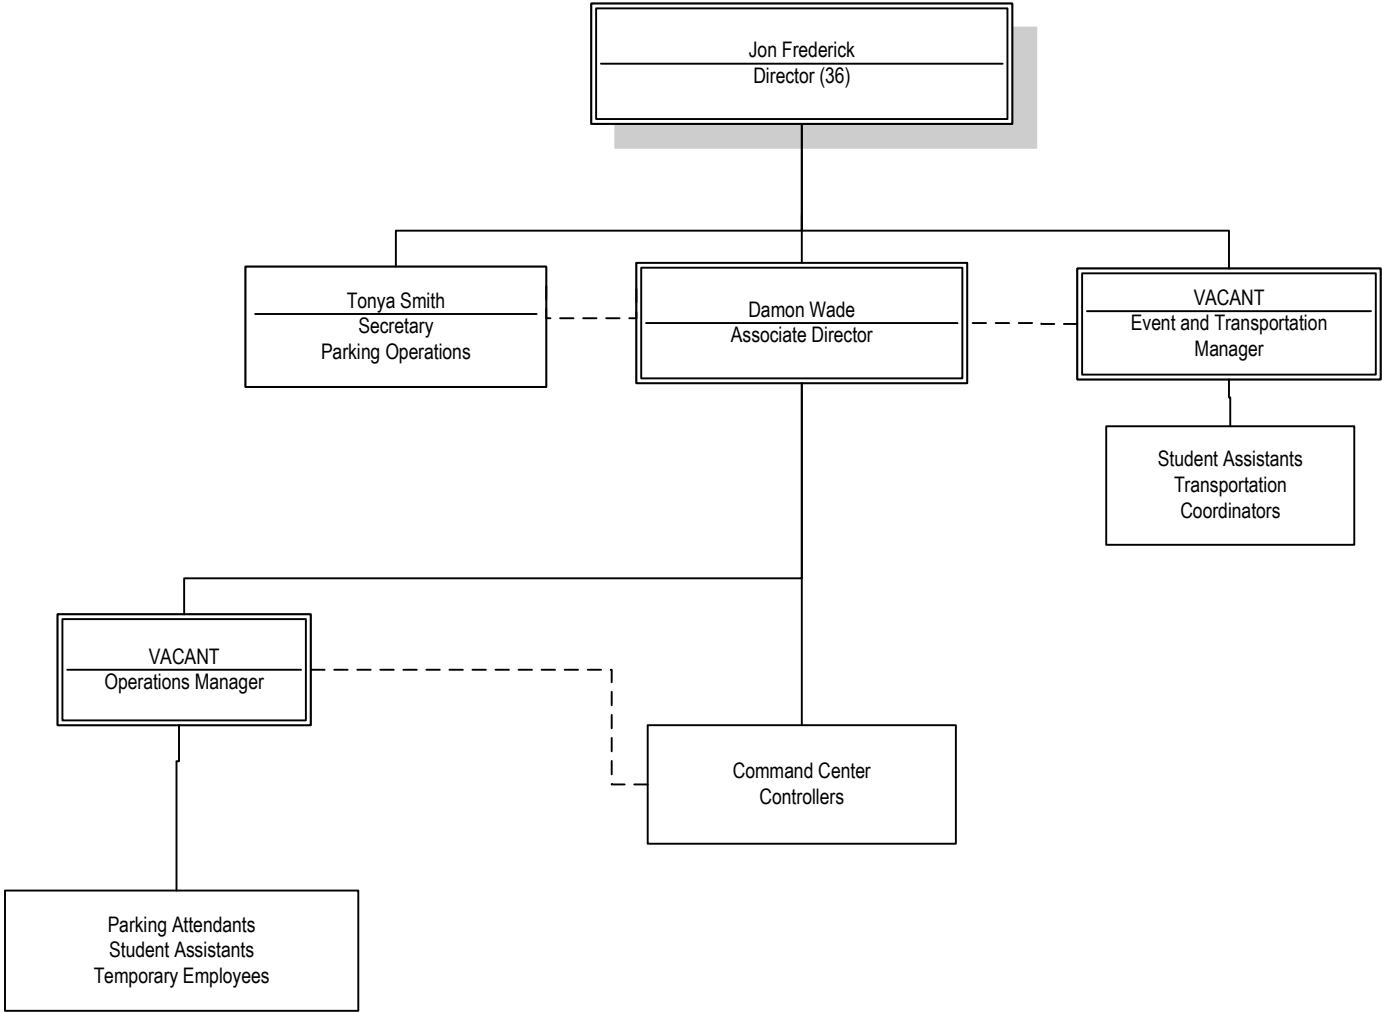 Jon Frederick
Director (36)
Tonya Smith
Secretary
Parking Operations
Damon Wade
Associate Director
VACANT
Event and Transportation
Manager
Student Assistants
Transportation
Coordinators
VACANT
Operations Manager
Command Center
Controllers
Parking Attendants
Student Assistants
Temporary Employees